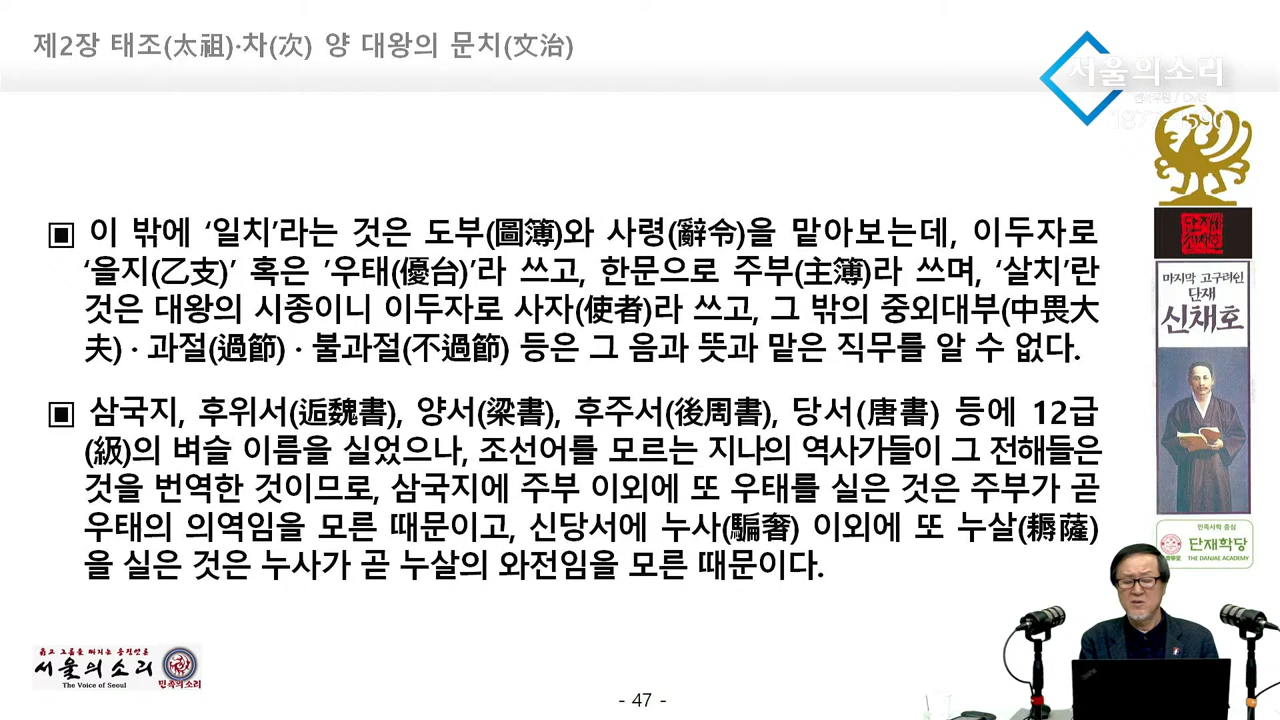 제2장 태조(太祖)·차(次) 양 대왕의 문치(文治)
서울의소리
▣ 이 밖에 ‘일치’라는 것은 도부(圖簿)와 사령(辭令)을 맡아보는데, 이두자로
‘을지(乙支)’ 혹은 ’우태(優台)’라 쓰고, 한문으로 주부(主簿)라 쓰며, ‘살치’란
것은 대왕의 시종이니 이두자로 사자(使者)라 쓰고, 그 밖의 중외대부(中畏大
夫) · 과절(過節) · 불과절(不過節) 등은 그 음과 뜻과 맡은 직무를 알 수 없다.
▣ 삼국지, 후위서(逅魏書), 양서(梁書), 후주서(後周書), 당서(唐書) 등에 12급
(級)의 벼슬 이름을 실었으나, 조선어를 모르는 지나의 역사가들이 그 전해들은
것을 번역한 것이므로, 삼국지에 주부 이외에 또 우태를 실은 것은 주부가 곧
우태의 의역임을 모른 때문이고, 신당서에 누사(騙奢) 이외에 또 누살(耨薩)
을 실은 것은 누사가 곧 누살의 와전임을 모른 때문이다.
마지막 고구려인
단재
신채호
민족사학 중심
단재학당
THE DANJAE ACADEMY
서울의소리
The Voice of Seoul
민족의소리
- 47 -